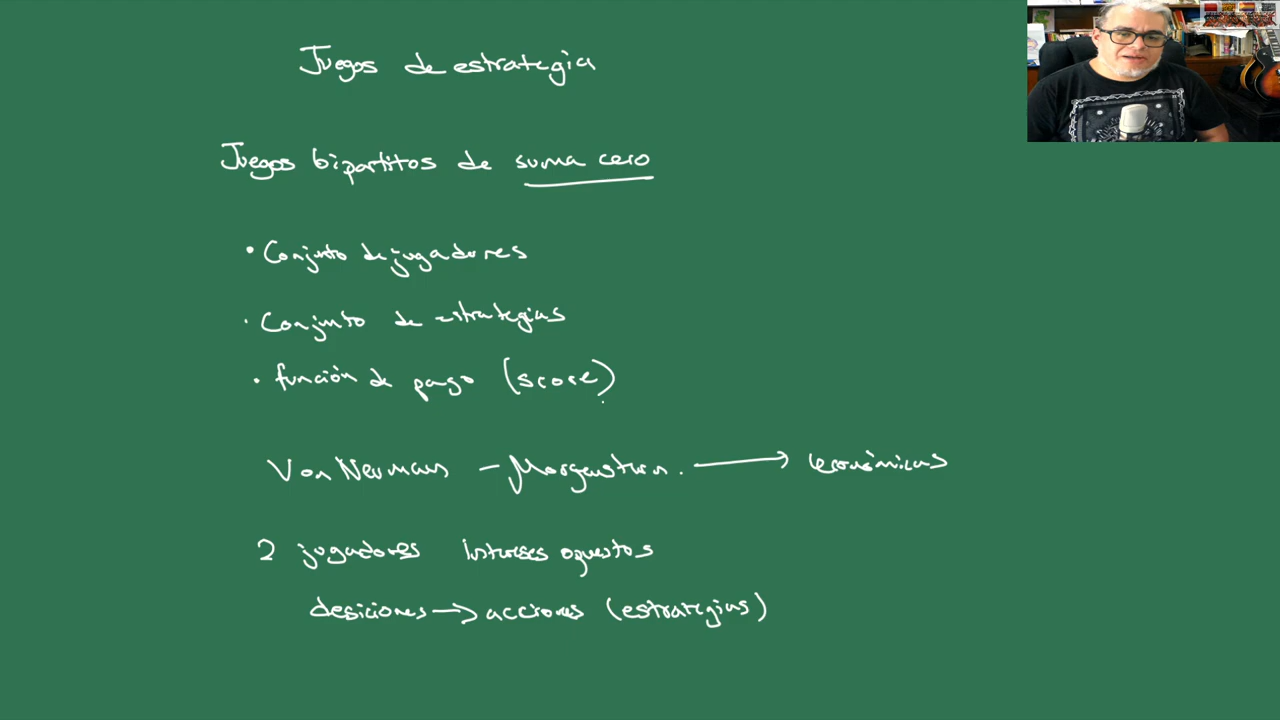 Juegos de estrategia
Juegos bipartitos de suma cero
• Conjunto de jugadores
• Conjunto de estrategias
• función de pago (score)
Von Neuman — Morgenstern. → económicas
2 jugadores intereses opuestos
desiciones → acciones (estrategias)